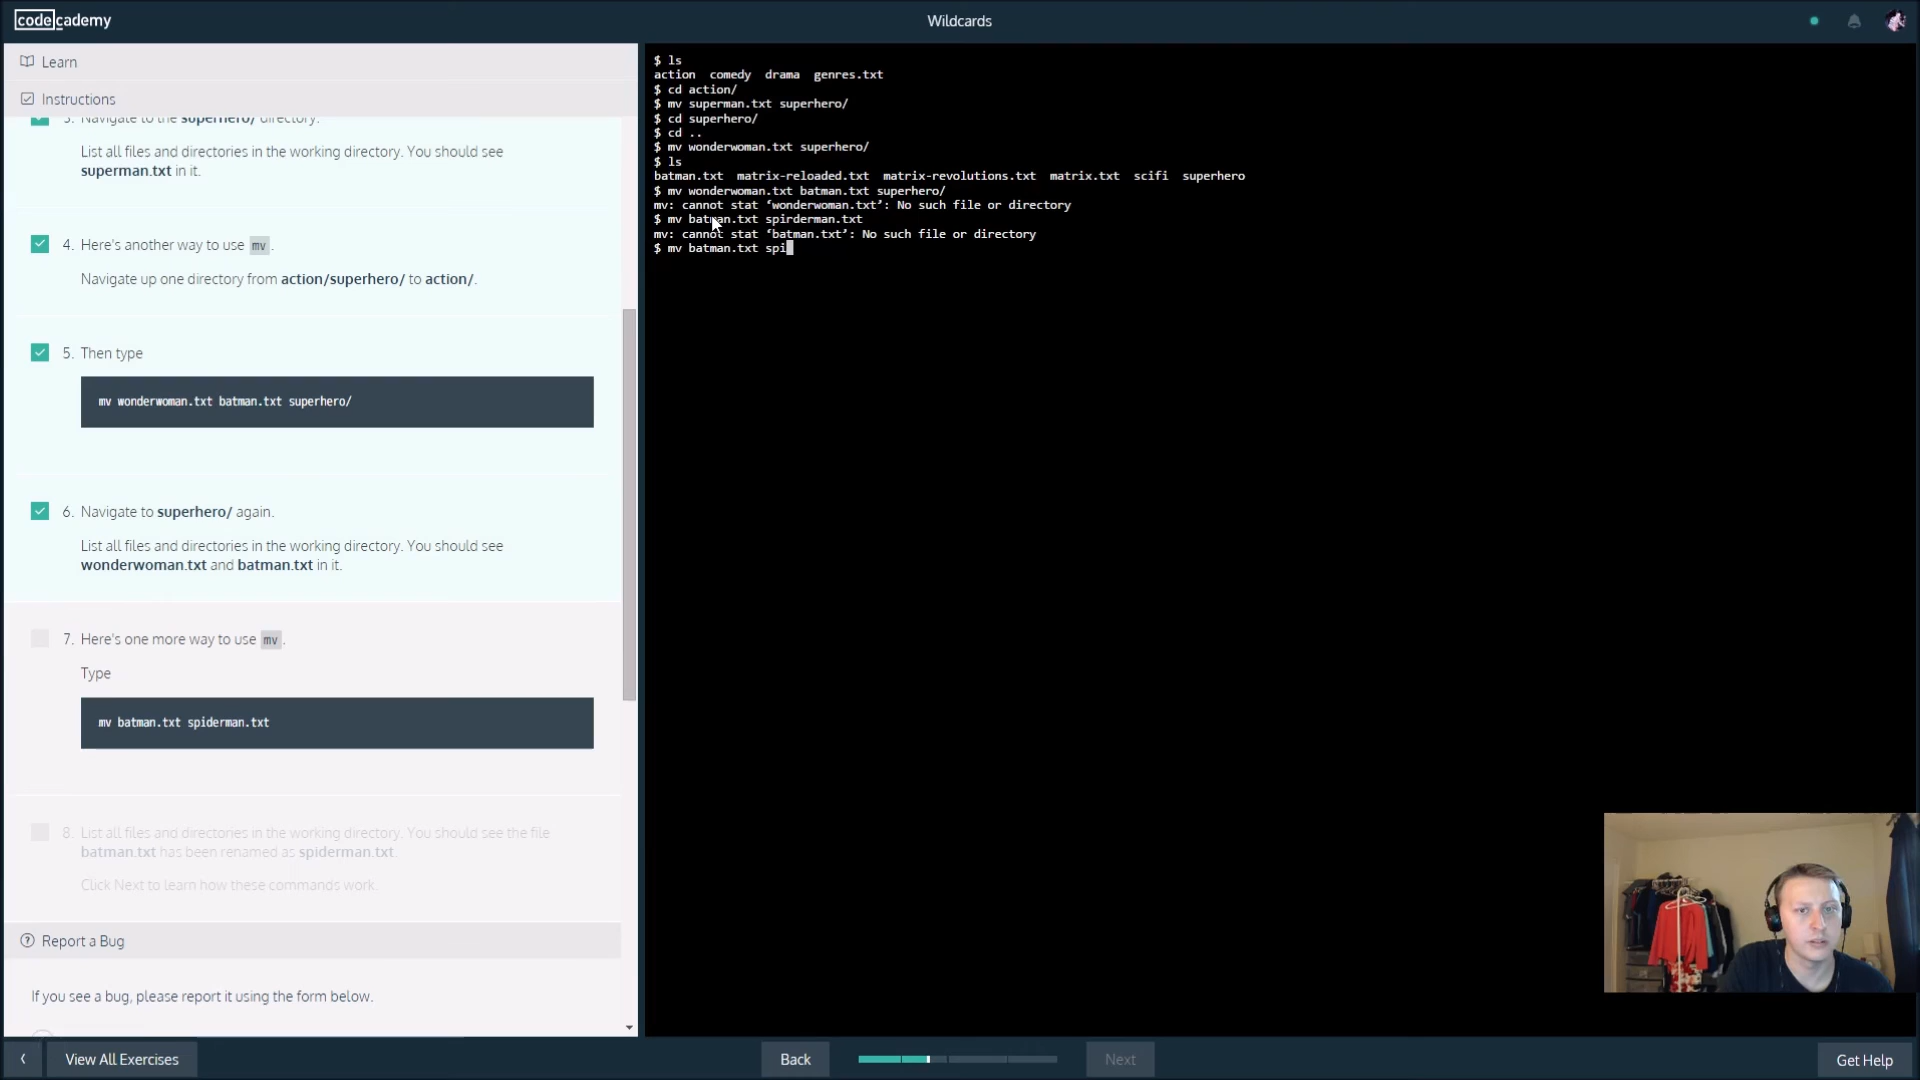 codecademy
Wildcards
Learn
Instructions
3. Navigate to the superhero/ directory.
List all files and directories in the working directory. You should see
superman.txt in it.
4. Here's another way to use mv.
Navigate up one directory from action/superhero/ to action/.
5. Then type
mv wonderwoman.txt batman.txt superhero/
6. Navigate to superhero/ again.
List all files and directories in the working directory. You should see
wonderwoman.txt and batman.txt in it.
7. Here's one more way to use mv.
Type
mv batman.txt spiderman.txt
8. List all files and directories in the working directory. You should see the file
batman.txt has been renamed as spiderman.txt.
Click Next to learn how these commands work.
Report a Bug
If you see a bug, please report it using the form below.
$ ls
action comedy drama genres.txt
$ cd action/
$ mv superman.txt superhero/
$ cd superhero/
$ cd ..
$ mv wonderwoman.txt superhero/
$ ls
batman.txt matrix-reloaded.txt matrix-revolutions.txt matrix.txt scifi superhero
$ mv wonderwoman.txt batman.txt superhero/
mv: cannot stat ‘wonderwoman.txt’: No such file or directory
$ mv batman.txt spirderman.txt
mv: cannot stat ‘batman.txt’: No such file or directory
$ mv batman.txt spi
View All Exercises
Back
Next
Get Help